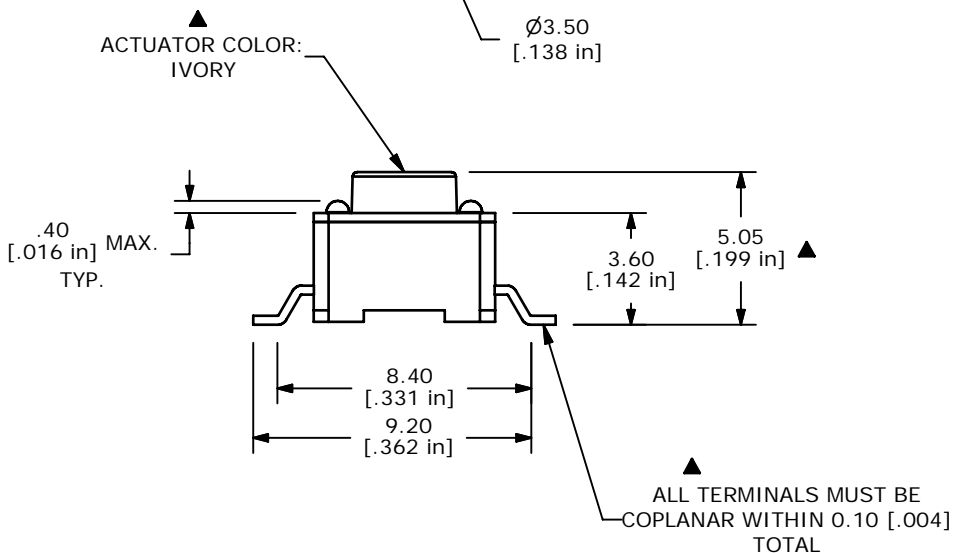 ▲
Ø3.50
[.138 in]
ACTUATOR COLOR:
IVORY
.40
[.016 in] MAX.
TYP.
3.60
[.142 in]
5.05
[.199 in] ▲
8.40
[.331 in]
9.20
[.362 in]
▲
ALL TERMINALS MUST BE
COPLANAR WITHIN 0.10 [.004]
TOTAL